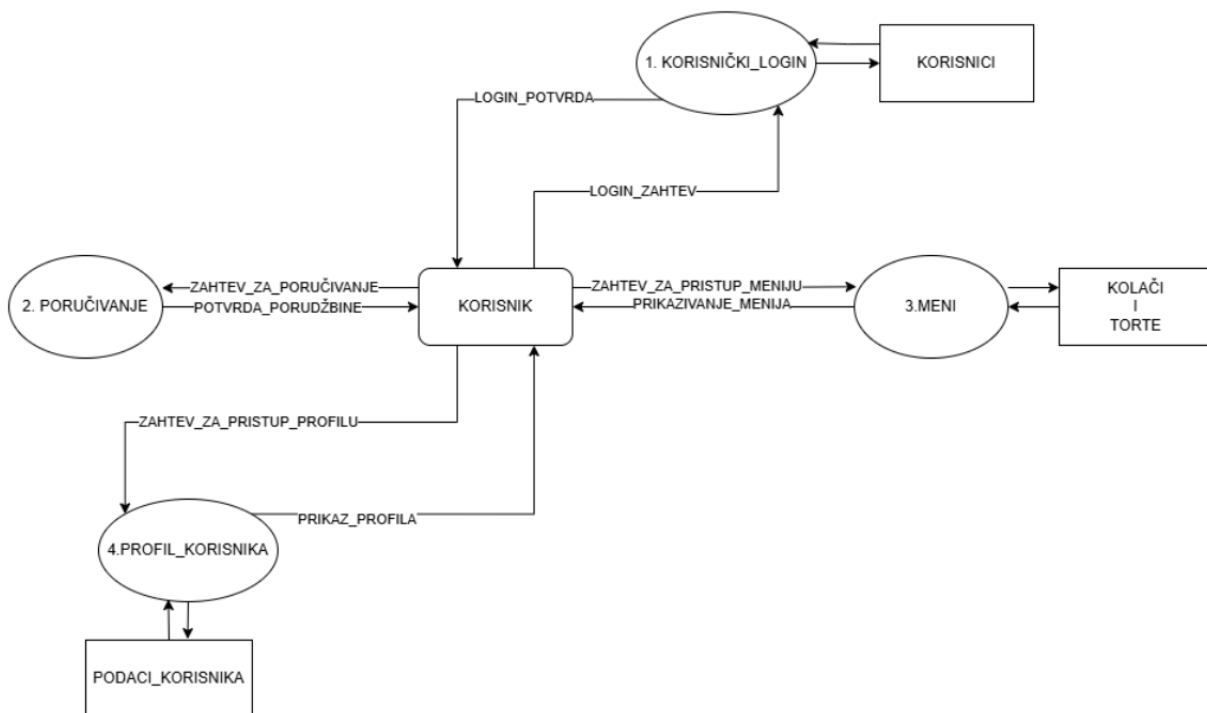 1. KORISNIČKI_LOGIN
KORISNICI
LOGIN_POTVRDA
LOGIN_ZAHTEV
ZAHTEV_ZA_PORUČIVANJE
ZAHTEV_ZA_PRISTUP_MENIJU
2. PORUČIVANJE
POTVRDA_PORUDŽBINE
KORISNIK
PRIKAZIVANJE_MENIJA
3.MENI
KOLAČI
I
TORTE
ZAHTEV_ZA_PRISTUP_PROFILU
PRIKAZ_PROFILA
4.PROFIL_KORISNIKA
PODACI_KORISNIKA